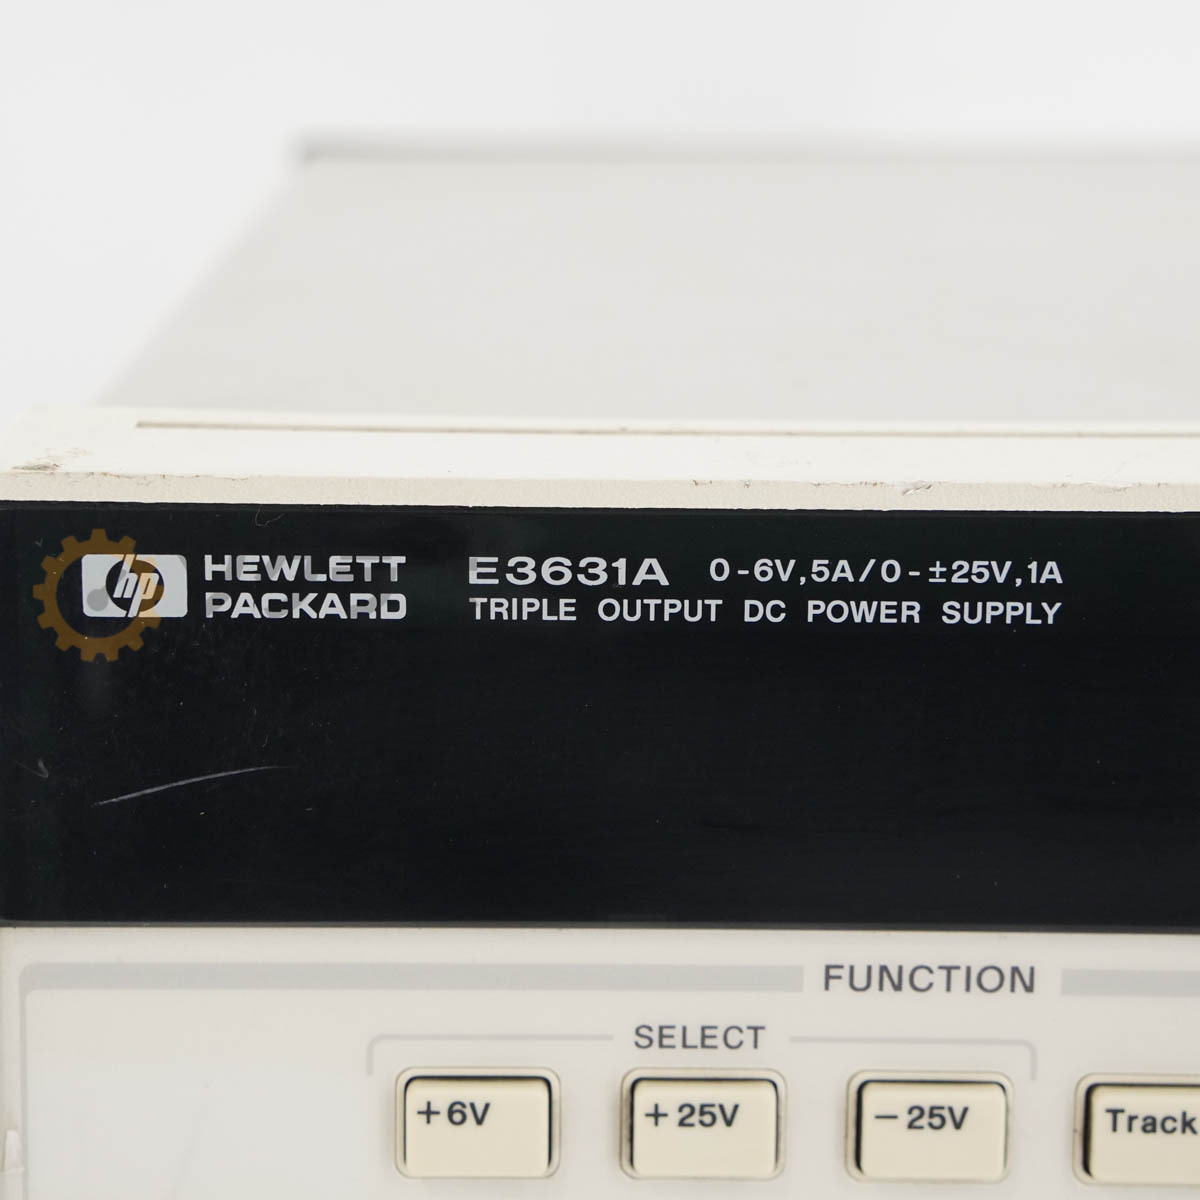 hp HEWLETT PACKARD
E3631A 0-6V,5A/0-±25V,1A
TRIPLE OUTPUT DC POWER SUPPLY
FUNCTION
SELECT
+6V
+25V
-25V
Track